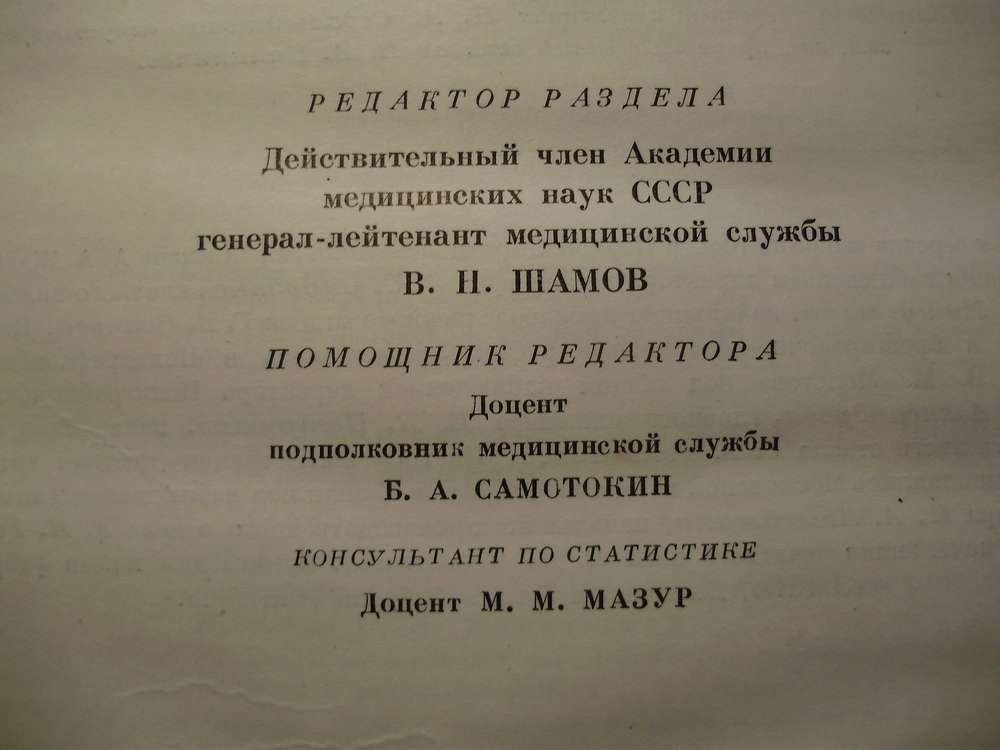 РЕДАКТОР РАЗДЕЛА
Действительный член Академии
медицинских наук СССР
генерал-лейтенант медицинской службы
В. Н. ШАМОВ
ПОМОЩНИК РЕДАКТОРА
Доцент
подполковник медицинской службы
Б. А. САМОТОКИН
КОНСУЛЬТАНТ ПО СТАТИСТИКЕ
Доцент М. М. МАЗУР